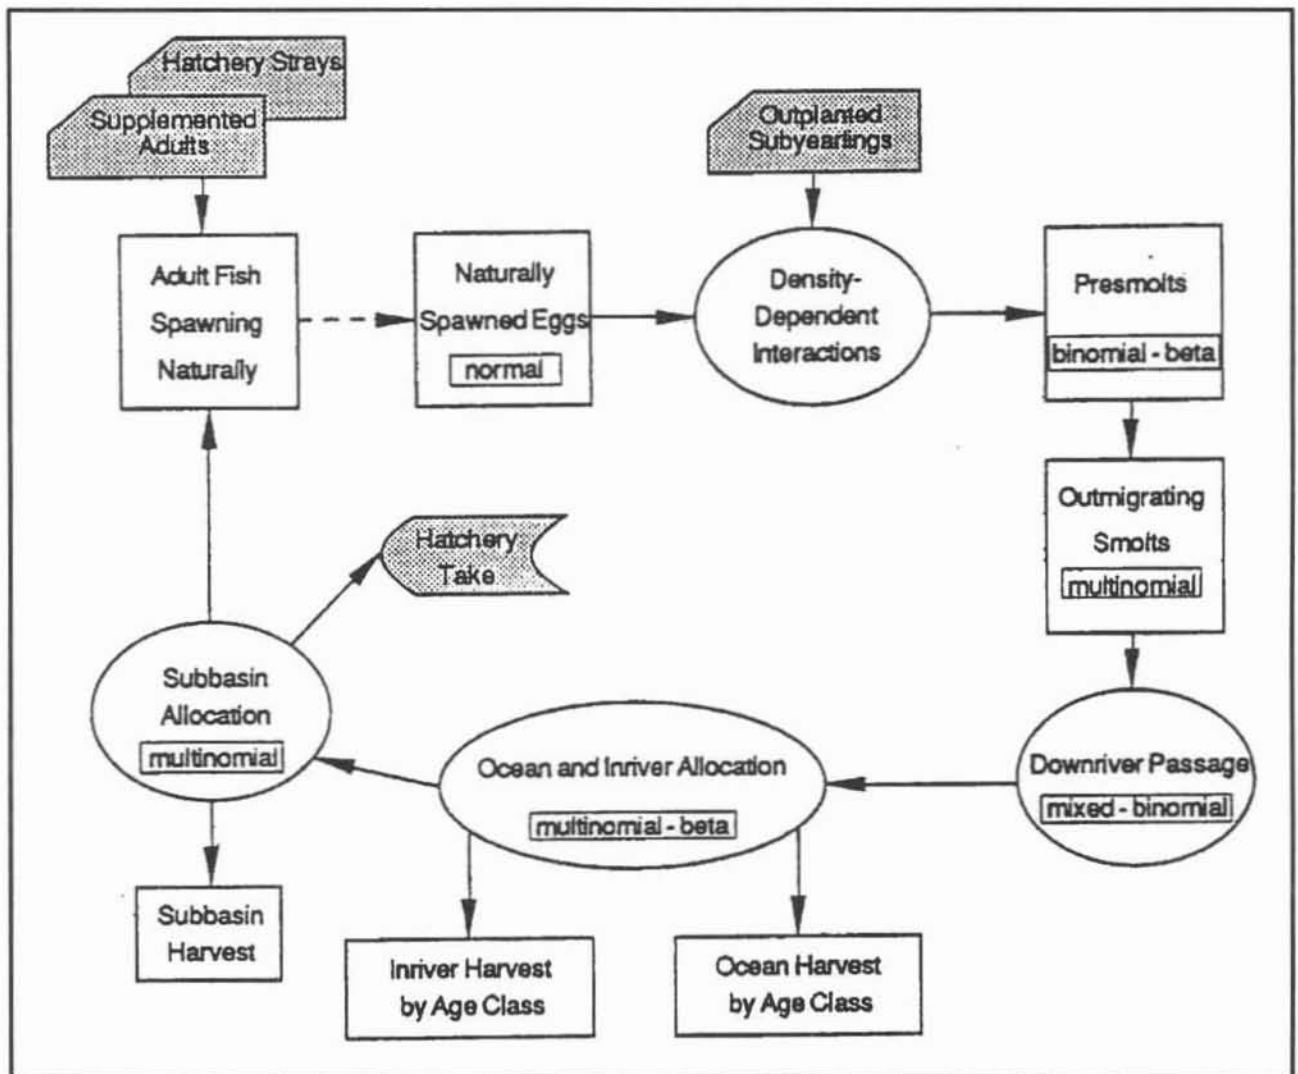 Hatchery Strays
Supplemented
Adults
Outplanted
Subyearlings
Adult Fish
Spawning
Naturally
Naturally
Spawned Eggs
normal
Density-
Dependent
Interactions
Presmolts
binomial - beta
Outmigrating
Smolts
multinomial
Hatchery
Take
Subbasin
Allocation
multinomial
Ocean and Inriver Allocation
multinomial - beta
Downriver Passage
mixed - binomial
Subbasin
Harvest
Inriver Harvest
by Age Class
Ocean Harvest
by Age Class